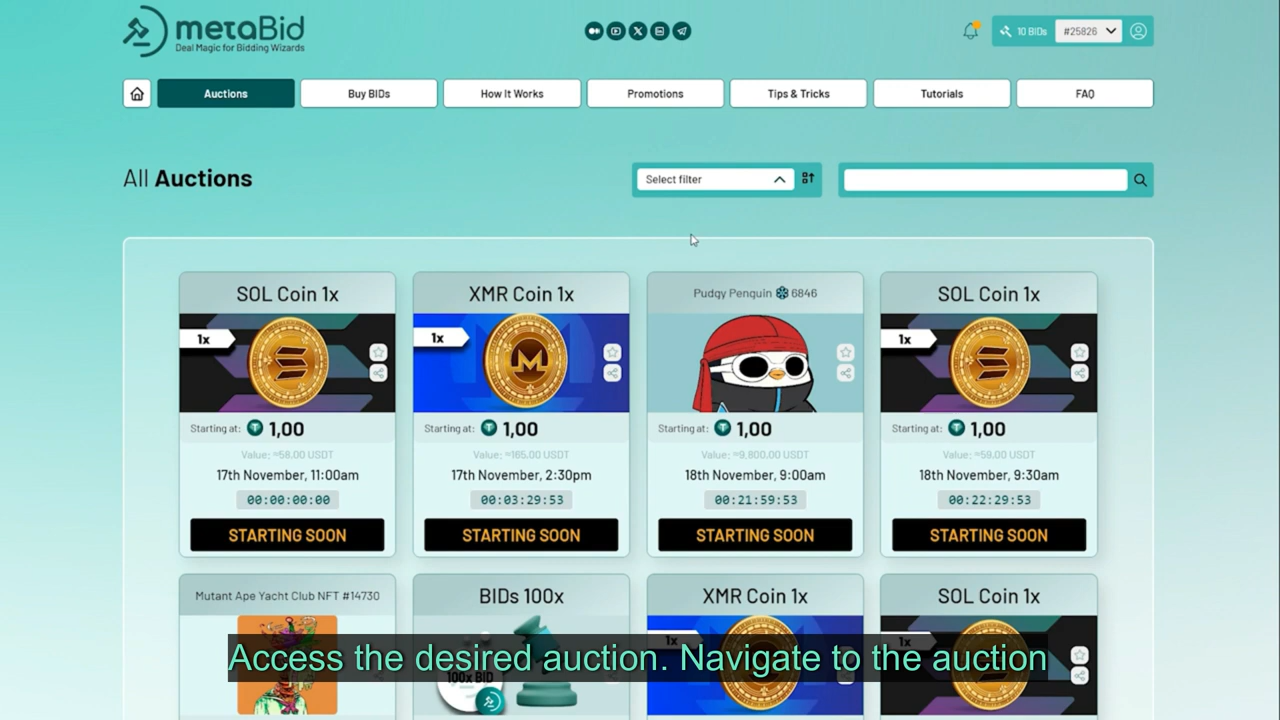 metaBid
Deal Magic for Bidding Wizards
10 BIDs
#25826
Auctions
Buy BIDs
How It Works
Promotions
Tips & Tricks
Tutorials
FAQ
All Auctions
Select filter
SOL Coin 1x
1x
Starting at: 1,00
Value: ≈58.00 USDT
17th November, 11:00am
00:00:00:00
STARTING SOON
XMR Coin 1x
1x
Starting at: 1,00
Value: ≈165.00 USDT
17th November, 2:30pm
00:03:29:53
STARTING SOON
Pudgy Penguin 6846
Starting at: 1,00
Value: ≈9,800.00 USDT
18th November, 9:00am
00:21:59:53
STARTING SOON
SOL Coin 1x
1x
Starting at: 1,00
Value: ≈59.00 USDT
18th November, 9:30am
00:22:29:53
STARTING SOON
Mutant Ape Yacht Club NFT #14730
BIDs 100x
100x BID
XMR Coin 1x
1x
SOL Coin 1x
1x
Access the desired auction. Navigate to the auction